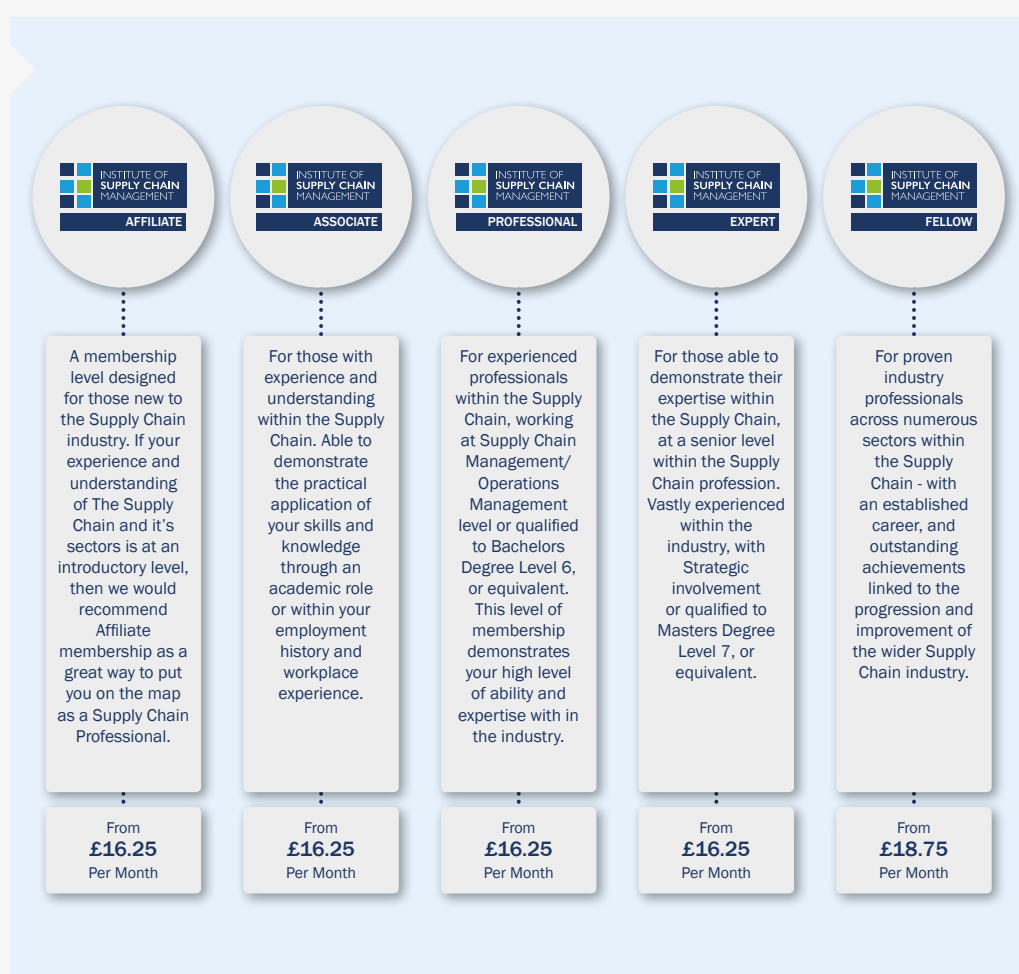 INSTITUTE OF
SUPPLY CHAIN
MANAGEMENT
AFFILIATE
A membership
level designed
for those new to
the Supply Chain
industry. If your
experience and
understanding
of The Supply
Chain and it's
sectors is at an
introductory level,
then we would
recommend
Affiliate
membership as a
great way to put
you on the map
as a Supply Chain
Professional.
From
£16.25
Per Month
INSTITUTE OF
SUPPLY CHAIN
MANAGEMENT
ASSOCIATE
For those with
experience and
understanding
within the Supply
Chain. Able to
demonstrate
the practical
application of
your skills and
knowledge
through an
academic role
or within your
employment
history and
workplace
experience.
From
£16.25
Per Month
INSTITUTE OF
SUPPLY CHAIN
MANAGEMENT
PROFESSIONAL
For experienced
professionals
within the Supply
Chain, working
at Supply Chain
Management/
Operations
Management
level or qualified
to Bachelors
Degree Level 6,
or equivalent.
This level of
membership
demonstrates
your high level
of ability and
expertise with in
the industry.
From
£16.25
Per Month
INSTITUTE OF
SUPPLY CHAIN
MANAGEMENT
EXPERT
For those able to
demonstrate their
expertise within
the Supply Chain,
at a senior level
within the Supply
Chain profession.
Vastly experienced
within the
industry, with
Strategic
involvement
or qualified to
Masters Degree
Level 7, or
equivalent.
From
£16.25
Per Month
INSTITUTE OF
SUPPLY CHAIN
MANAGEMENT
FELLOW
For proven
industry
professionals
across numerous
sectors within
the Supply
Chain - with
an established
career, and
outstanding
achievements
linked to the
progression and
improvement of
the wider Supply
Chain industry.
From
£18.75
Per Month